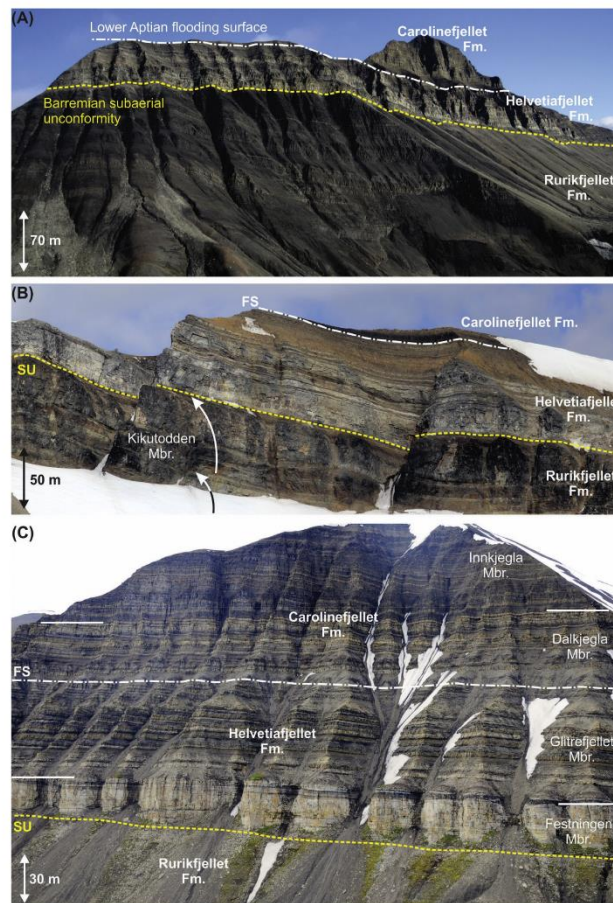 (A)
Lower Aptian flooding surface
Carolinefjellet
Fm.
Barremian subaerial
unconformity
Helvetiafjellet
Fm.
Rurikfjellet
Fm.
70 m
(B)
FS
Carolinefjellet Fm.
SU
Kikutodden
Mbr.
Helvetiafjellet
Fm.
Rurikfjellet
Fm.
50 m
(C)
Innkjegla
Mbr.
Carolinefjellet
Fm.
Dalkjegla
Mbr.
FS
Helvetiafjellet
Fm.
Glitrefjellet
Mbr.
SU
Festningen
Mbr.
Rurikfjellet
Fm.
30 m